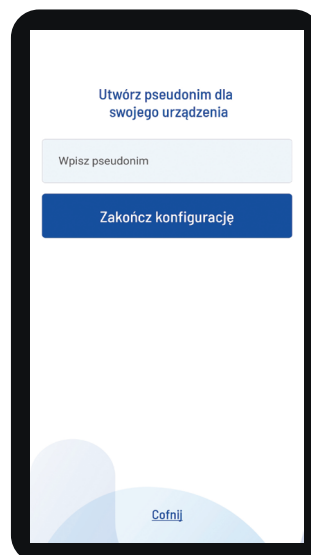 Utwórz pseudonim dla
swojego urządzenia
Wpisz pseudonim
Zakończ konfigurację
Cofnij